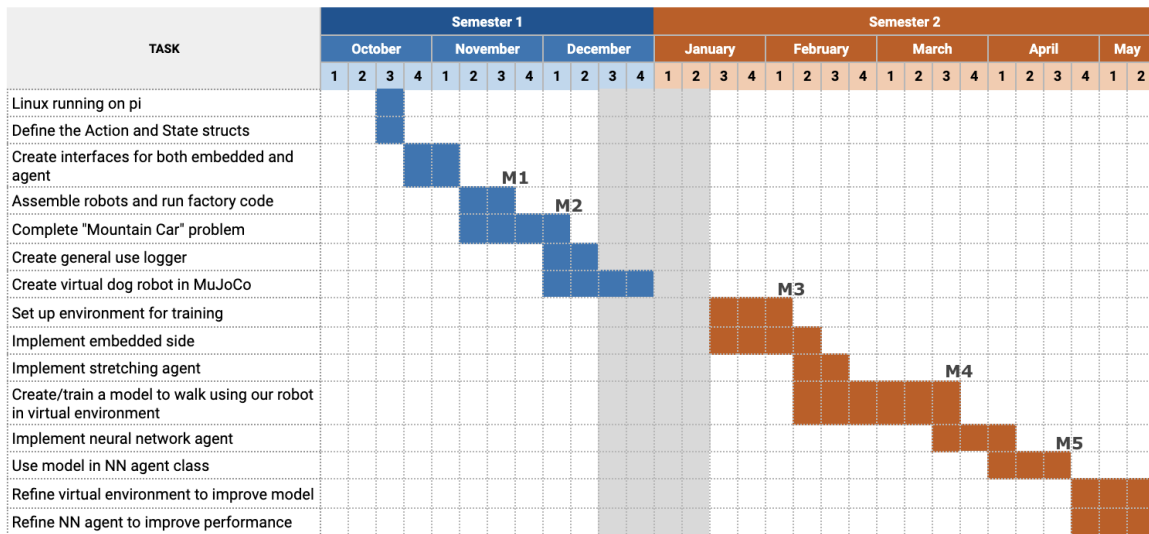 Semester 1 Semester 2
TASK
October November December January February March April May
1 2 3 4 1 2 3 4 1 2 3 4 1 2 3 4 1 2 3 4 1 2 3 4 1 2 3 4 1 2
Linux running on pi
Define the Action and State structs
Create interfaces for both embedded and
agent
M1
Assemble robots and run factory code
M2
Complete "Mountain Car" problem
Create general use logger
Create virtual dog robot in MuJoCo
M3
Set up environment for training
Implement embedded side
Implement stretching agent
M4
Create/train a model to walk using our robot
in virtual environment
Implement neural network agent
M5
Use model in NN agent class
Refine virtual environment to improve model
Refine NN agent to improve performance